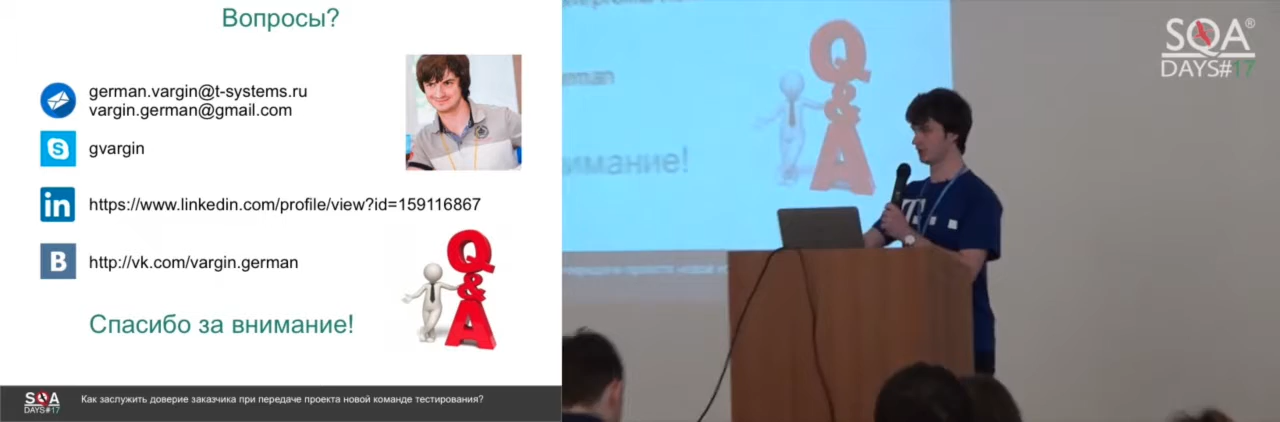 Вопросы?
german.vargin@t-systems.ru
vargin.german@gmail.com
gvargin
https://www.linkedin.com/profile/view?id=159116867
http://vk.com/vargin.german
Q
&
A
Спасибо за внимание!
SQA
DAYS#17
Как заслужить доверие заказчика при передаче проекта новой команде тестирования?
Q
&
A
имание!
T
SQA®
DAYS#17